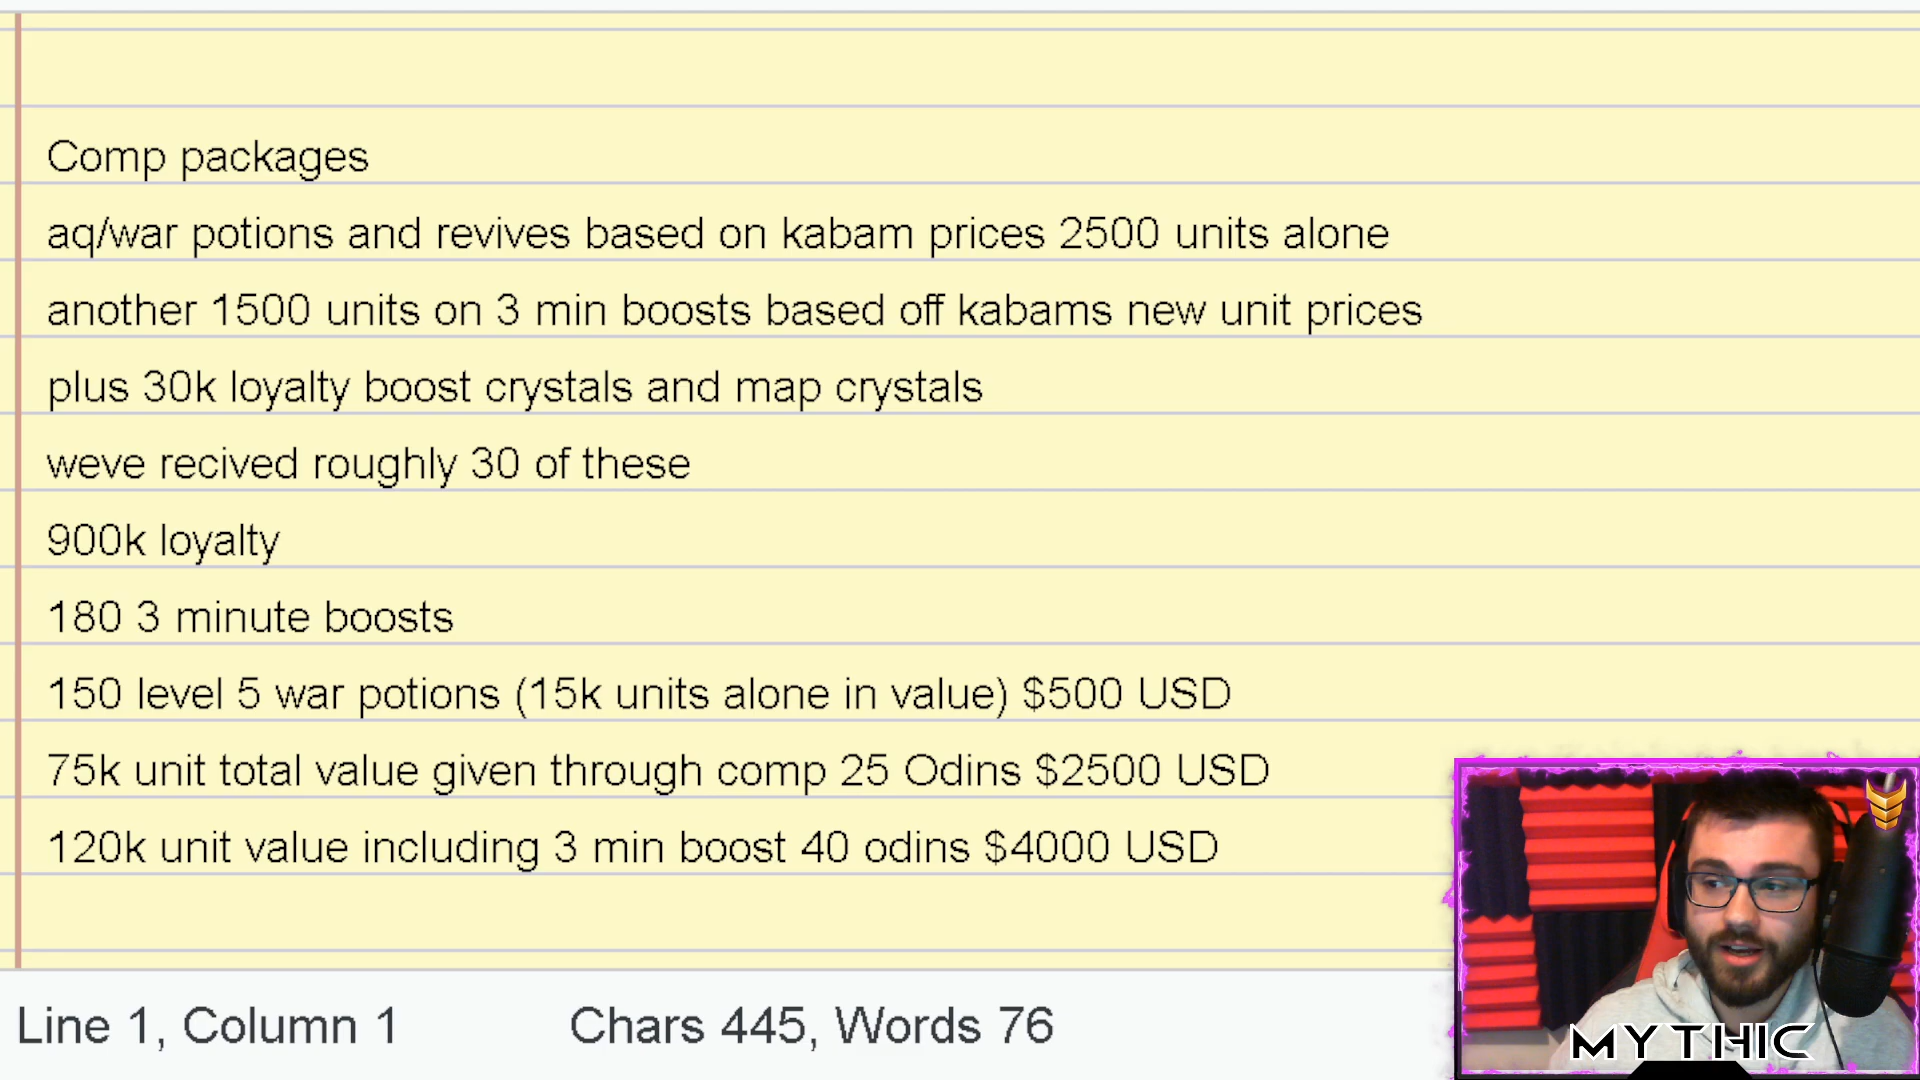 Comp packages
aq/war potions and revives based on kabam prices 2500 units alone
another 1500 units on 3 min boosts based off kabams new unit prices
plus 30k loyalty boost crystals and map crystals
weve recived roughly 30 of these
900k loyalty
180 3 minute boosts
150 level 5 war potions (15k units alone in value) $500 USD
75k unit total value given through comp 25 Odins $2500 USD
120k unit value including 3 min boost 40 odins $4000 USD
Line 1, Column 1 Chars 445, Words 76
MYTHIC